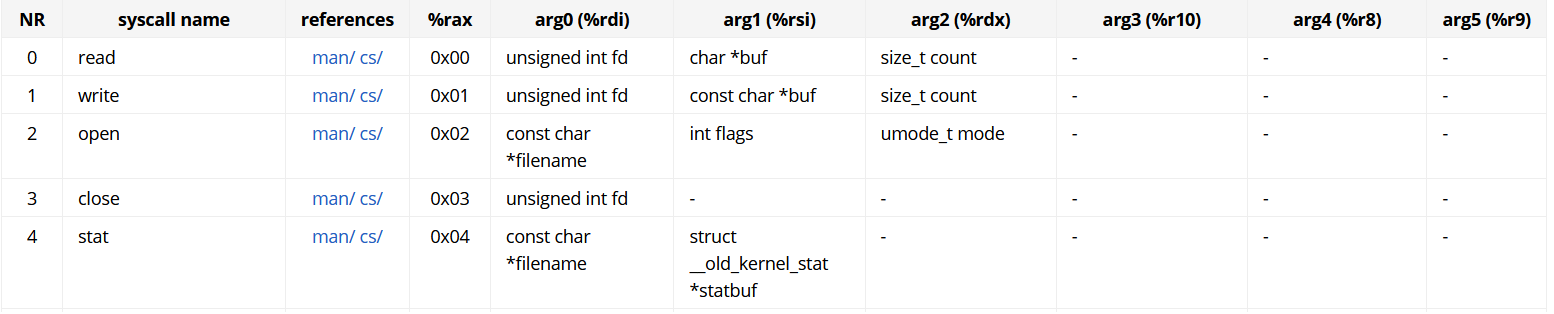 NR syscall name references %rax arg0 (%rdi) arg1 (%rsi) arg2 (%rdx) arg3 (%r10) arg4 (%r8) arg5 (%r9)
0 read man/ cs/ 0x00 unsigned int fd char *buf size_t count - - -
1 write man/ cs/ 0x01 unsigned int fd const char *buf size_t count - - -
2 open man/ cs/ 0x02 const char int flags umode_t mode - - -
*filename
3 close man/ cs/ 0x03 unsigned int fd - - - - -
4 stat man/ cs/ 0x04 const char struct - - - -
*filename __old_kernel_stat
*statbuf